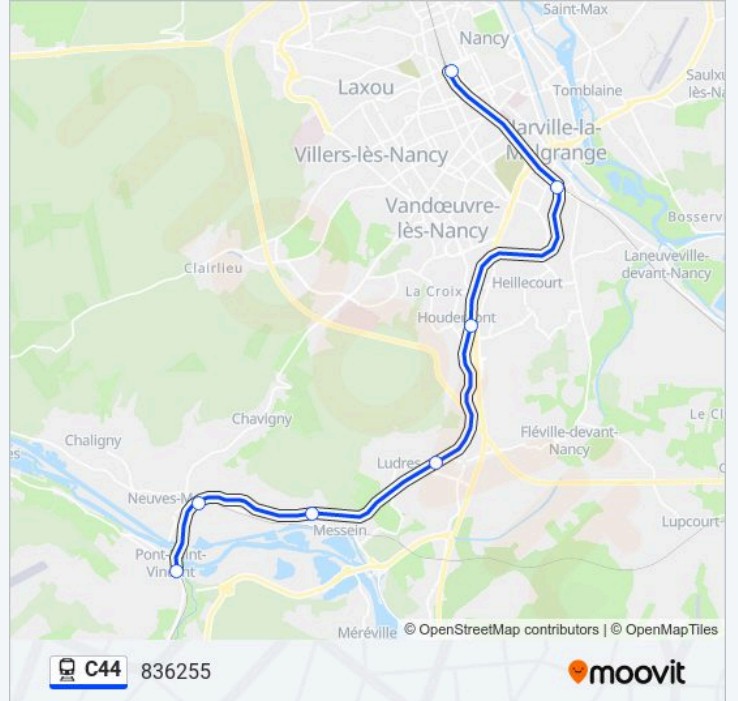 Saint-Max
Nancy
Laxou
Saulxu
lès-Na
Tomblaine
Jarville-la-
Malgrange
Villers-lès-Nancy
Vandœuvre-
lès-Nancy
Bosservi
Laneuveville-
devant-Nancy
Clairlieu
Heillecourt
La Croix
Houdemont
Chavigny
Le Cl
Chaligny
Fléville-devant-
Nancy
es
Ludres
Neuves-M
Lupcourt
Messein
Pont-Saint-
Vincent
Méréville
© OpenStreetMap contributors | © OpenMapTiles
C44 836255
moovit